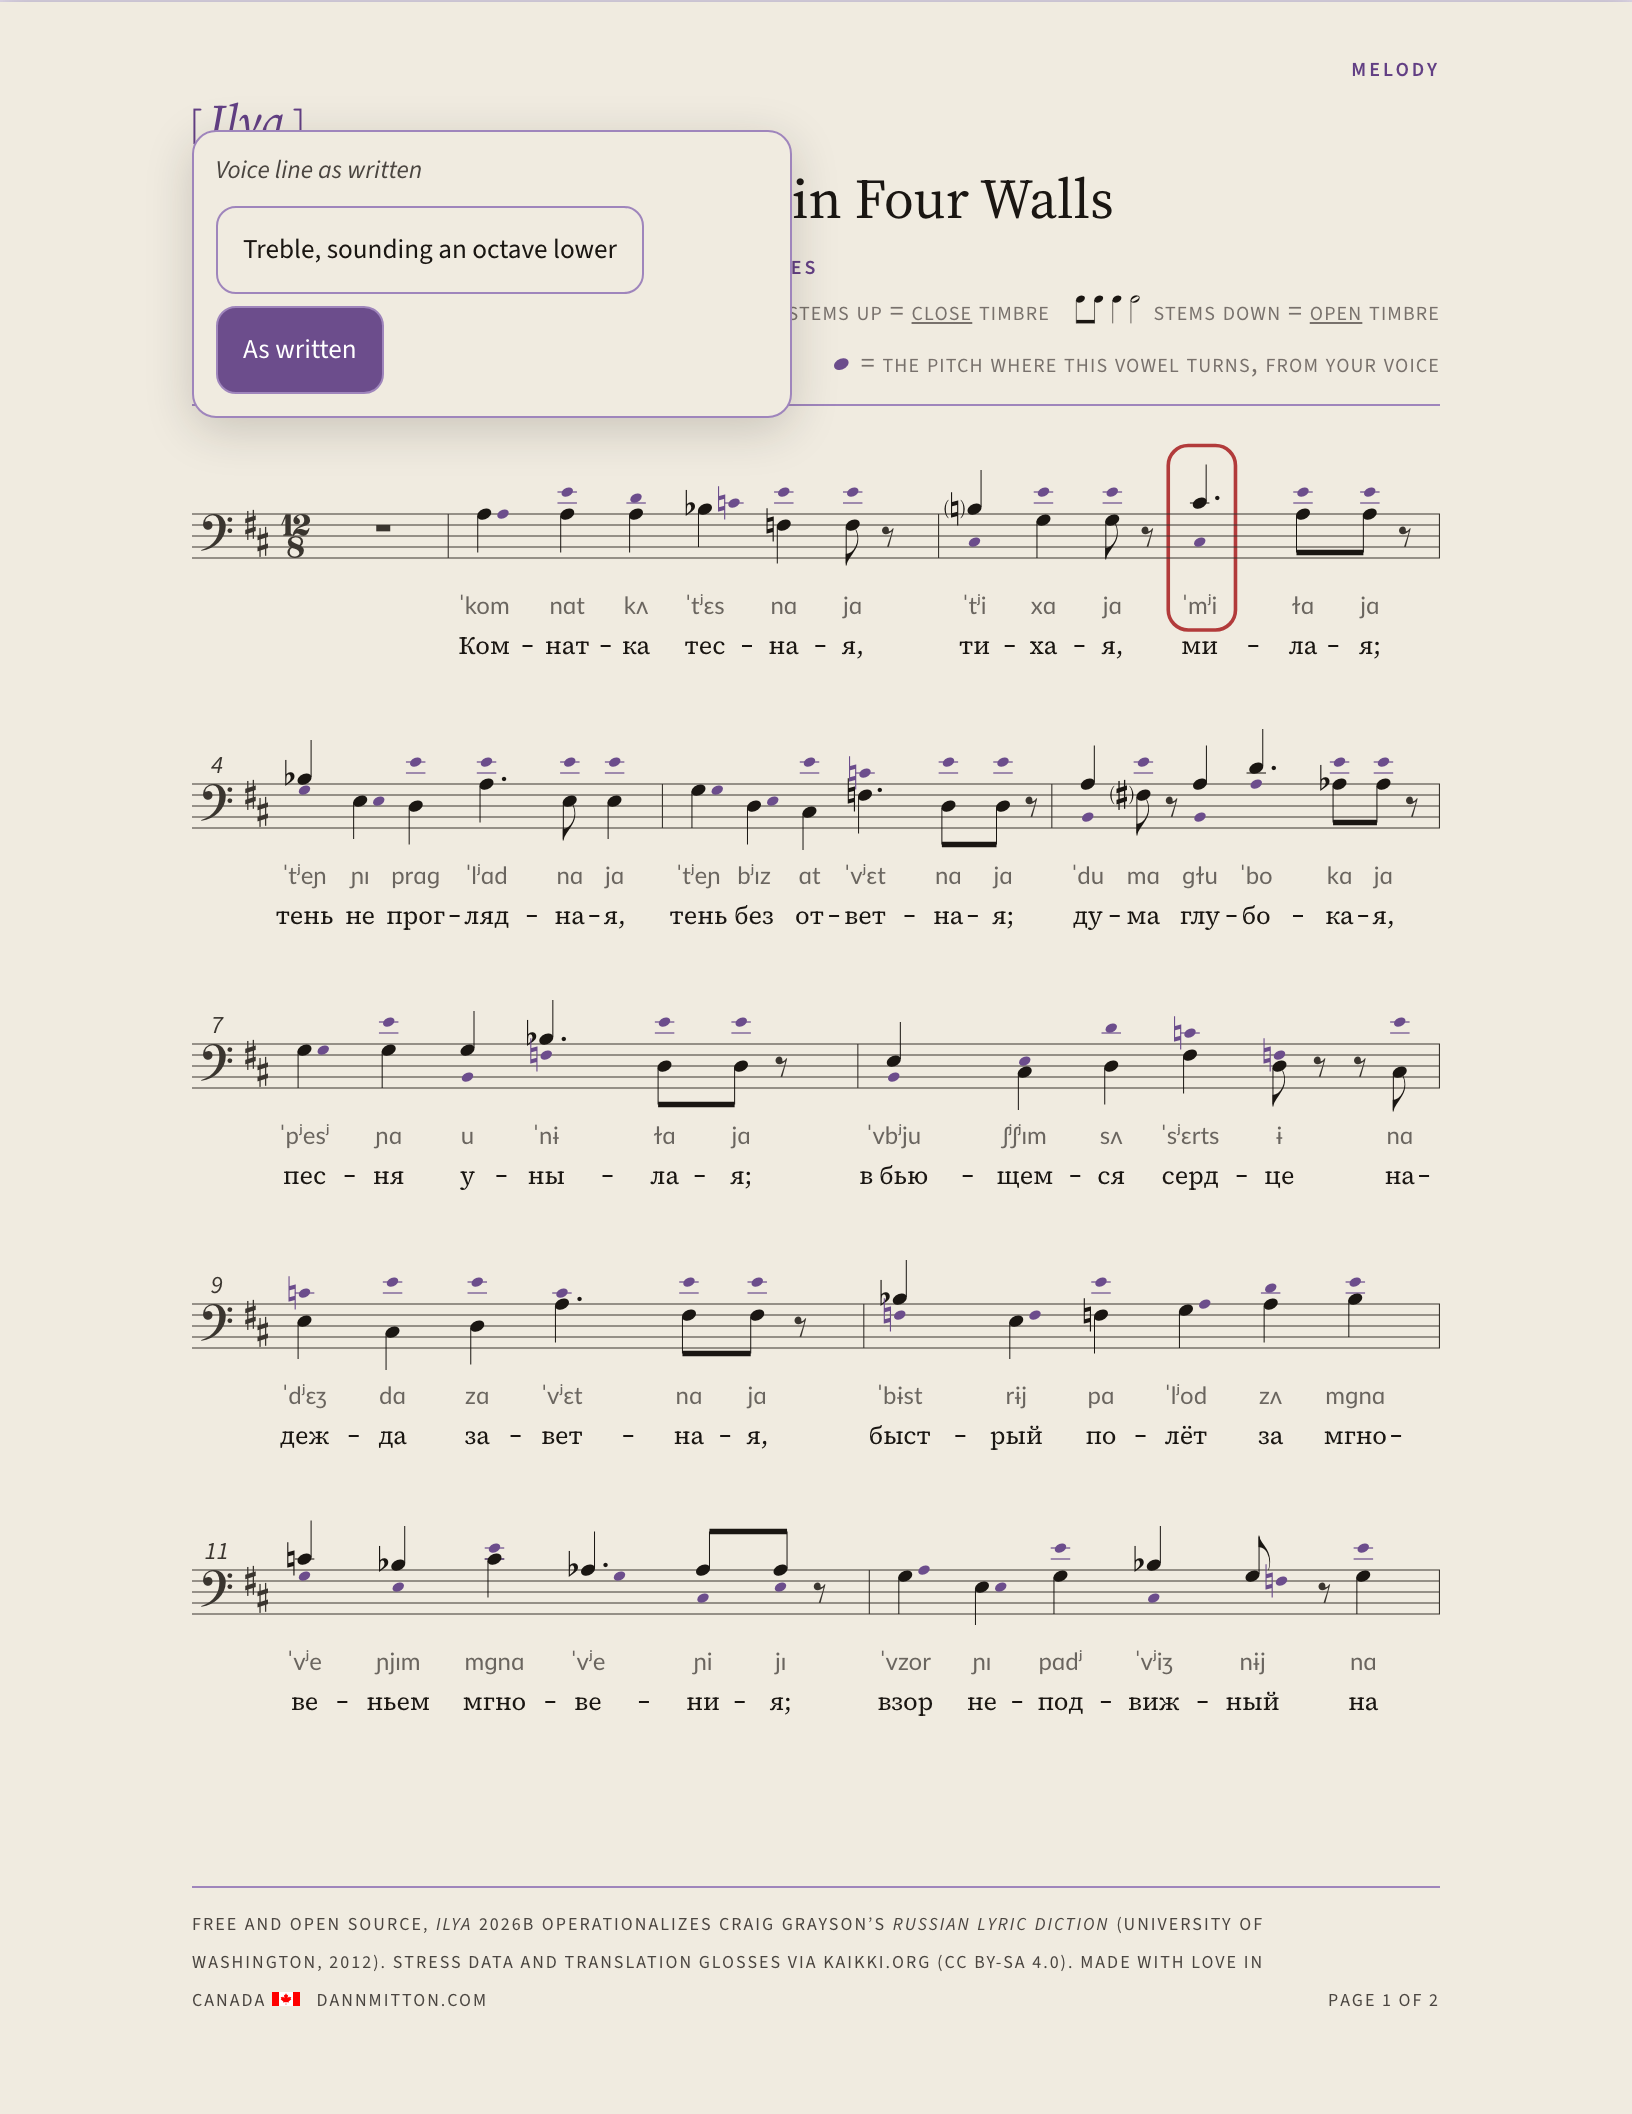 MELODY
[ Ilya ]
Voice line as written
in Four Walls
Treble, sounding an octave lower
ES
STEMS UP = CLOSE TIMBRE STEMS DOWN = OPEN TIMBRE
As written
= THE PITCH WHERE THIS VOWEL TURNS, FROM YOUR VOICE
12
8
ˈkom nat kʌ ˈtʲɛs na ja ˈtʲi xa ja ˈmʲi ɫa ja
Ком – нат – ка тес – на – я, ти – ха – я, ми – ла – я;
4
ˈtʲeɲ ɲɪ prag ˈlʲad na ja ˈtʲeɲ bʲɪz at ˈvʲɛt na ja ˈdu ma gɫu ˈbo ka ja
тень не прог–ляд – на–я, тень без от–вет – на– я; ду – ма глу –бо – ка–я,
7
ˈpʲesʲ ɲa u ˈnɨ ɫa ja ˈvbʲju ʃʲʃʲɪm sʌ ˈsʲɛrts ɨ na
пес – ня у – ны – ла – я; в бью – щем – ся серд – це на–
9
ˈdʲɛʒ da za ˈvʲɛt na ja ˈbɨst rɨj pa ˈlʲod zʌ mgna
деж – да за – вет – на – я, быст – рый по – лёт за мгно–
11
ˈvʲe ɲjɪm mgna ˈvʲe ɲi jɪ ˈvzor ɲɪ padʲ ˈvʲiʒ nɨj na
ве – ньем мгно – ве – ни – я; взор не – под – виж – ный на
FREE AND OPEN SOURCE, ILYA 2026B OPERATIONALIZES CRAIG GRAYSON’S RUSSIAN LYRIC DICTION (UNIVERSITY OF
WASHINGTON, 2012). STRESS DATA AND TRANSLATION GLOSSES VIA KAIKKI.ORG (CC BY-SA 4.0). MADE WITH LOVE IN
CANADA 🇨🇦 DANNMITTON.COM PAGE 1 OF 2